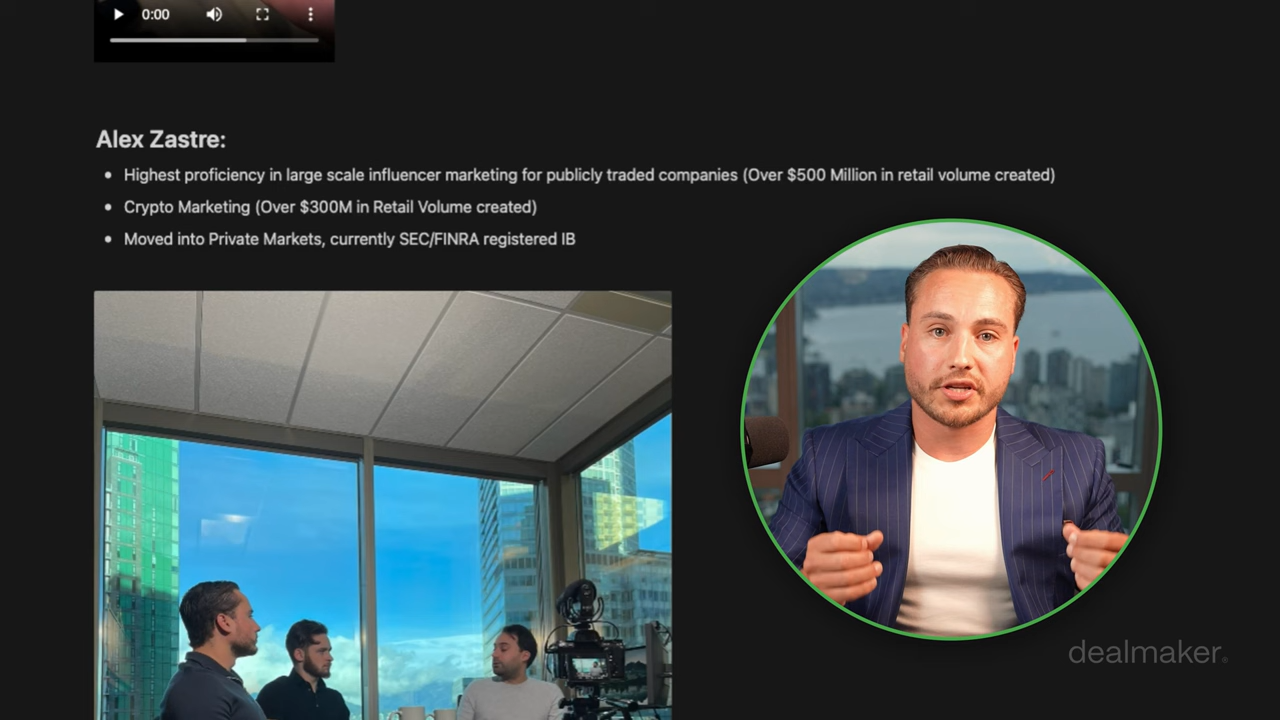 0:00
Alex Zastre:
• Highest proficiency in large scale influencer marketing for publicly traded companies (Over $500 Million in retail volume created)
• Crypto Marketing (Over $300M in Retail Volume created)
• Moved into Private Markets, currently SEC/FINRA registered IB
dealmaker.